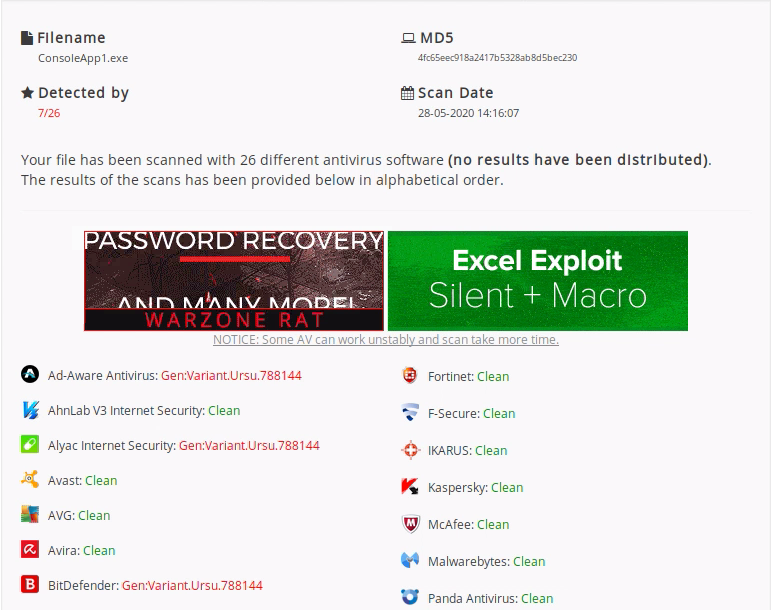 Filename
ConsoleApp1.exe
MD5
4fc65eec918a2417b5328ab8d5bec230
Detected by
7/26
Scan Date
28-05-2020 14:16:07
Your file has been scanned with 26 different antivirus software (no results have been distributed).
The results of the scans has been provided below in alphabetical order.
PASSWORD RECOVERY
AND MANY MORE!
WARZONE RAT
Excel Exploit
Silent + Macro
NOTICE: Some AV can work unstably and scan take more time.
Ad-Aware Antivirus: Gen:Variant.Ursu.788144
AhnLab V3 Internet Security: Clean
Alyac Internet Security: Gen:Variant.Ursu.788144
Avast: Clean
AVG: Clean
Avira: Clean
BitDefender: Gen:Variant.Ursu.788144
Fortinet: Clean
F-Secure: Clean
IKARUS: Clean
Kaspersky: Clean
McAfee: Clean
Malwarebytes: Clean
Panda Antivirus: Clean